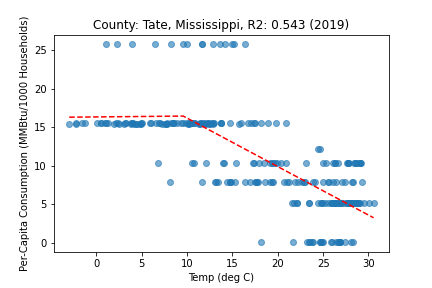 County: Tate, Mississippi, R2: 0.543 (2019)
Per-Capita Consumption (MMBtu/1000 Households)
25
20
15
10
5
0
0 5 10 15 20 25 30
Temp (deg C)